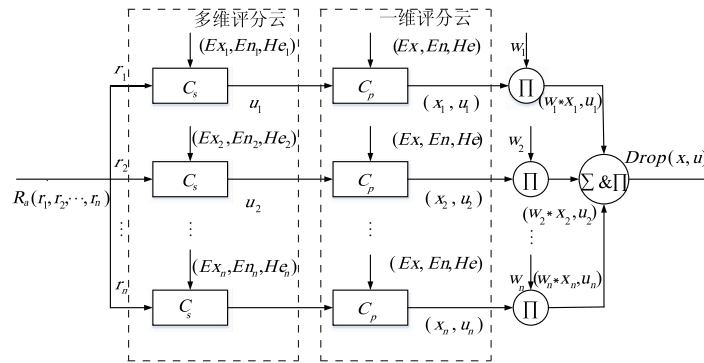 多维评分云 一维评分云
(Ex₁,En₁,He₁) (Ex,En,He) w₁
r₁ Cₛ u₁ Cₚ (x₁,u₁) ∏ (w₁*x₁,u₁)
(Ex₂,En₂,He₂) (Ex,En,He) w₂
r₂ Cₛ u₂ Cₚ (x₂,u₂) ∏ (w₂*x₂,u₂) ∑&∏ Drop(x,u)
Rₐ(r₁,r₂,⋯,rₙ)
⋮ ⋮ ⋮ ⋮
(Exₙ,Enₙ,Heₙ) (Ex,En,He) wₙ (wₙ*xₙ,uₙ)
rₙ Cₛ Cₚ (xₙ,uₙ) ∏